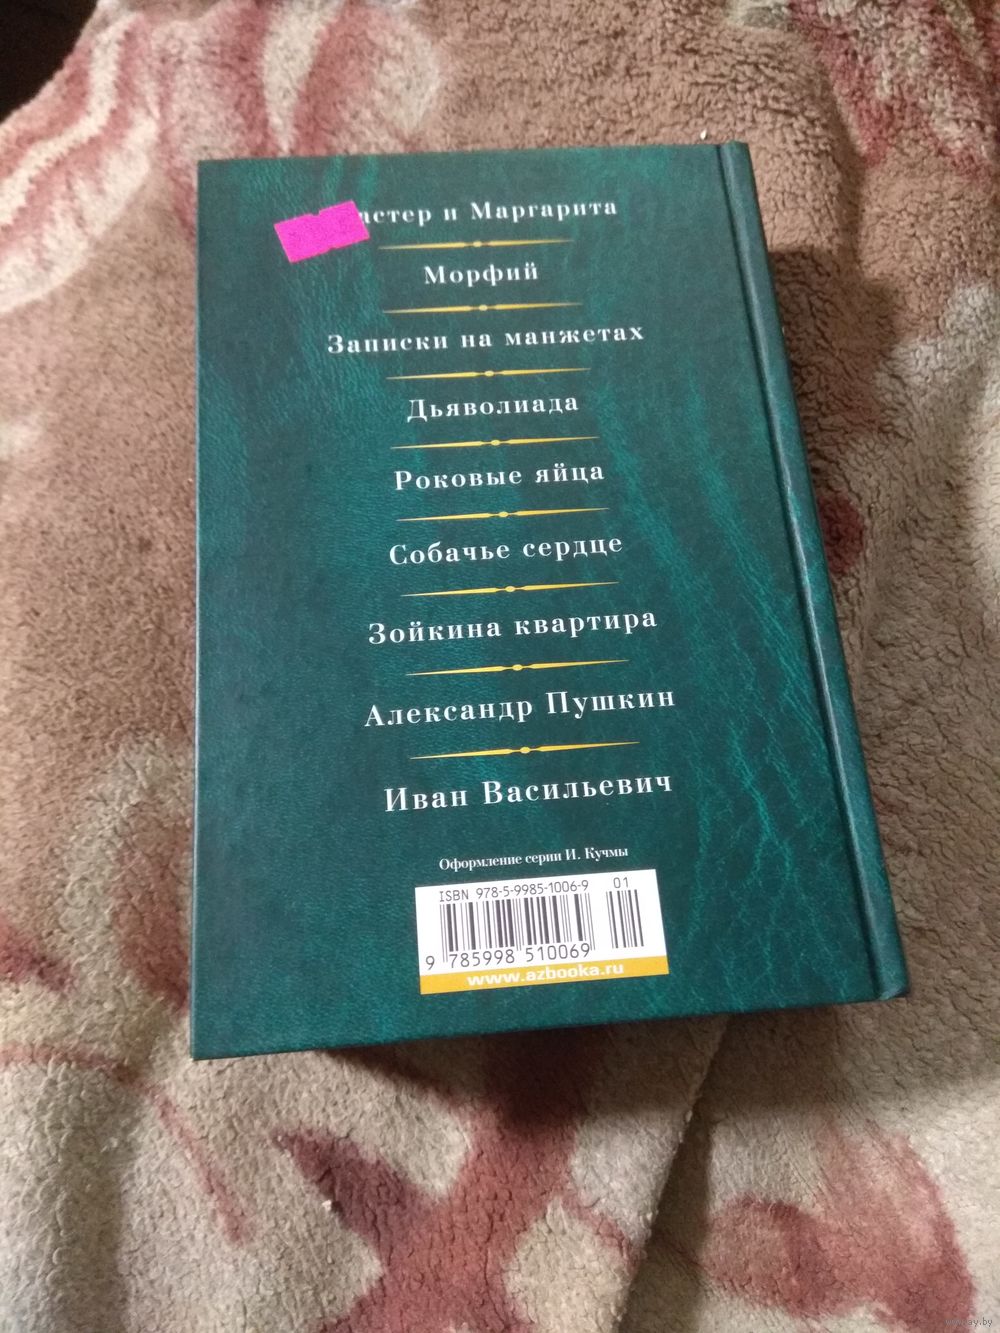 астер и Маргарита
Морфий
Записки на манжетах
Дьяволиада
Роковые яйца
Собачье сердце
Зойкина квартира
Александр Пушкин
Иван Васильевич
Оформление серии И. Кучмы
ISBN 978-5-9985-1006-9 01
9 785998 510069
www.azbooka.ru